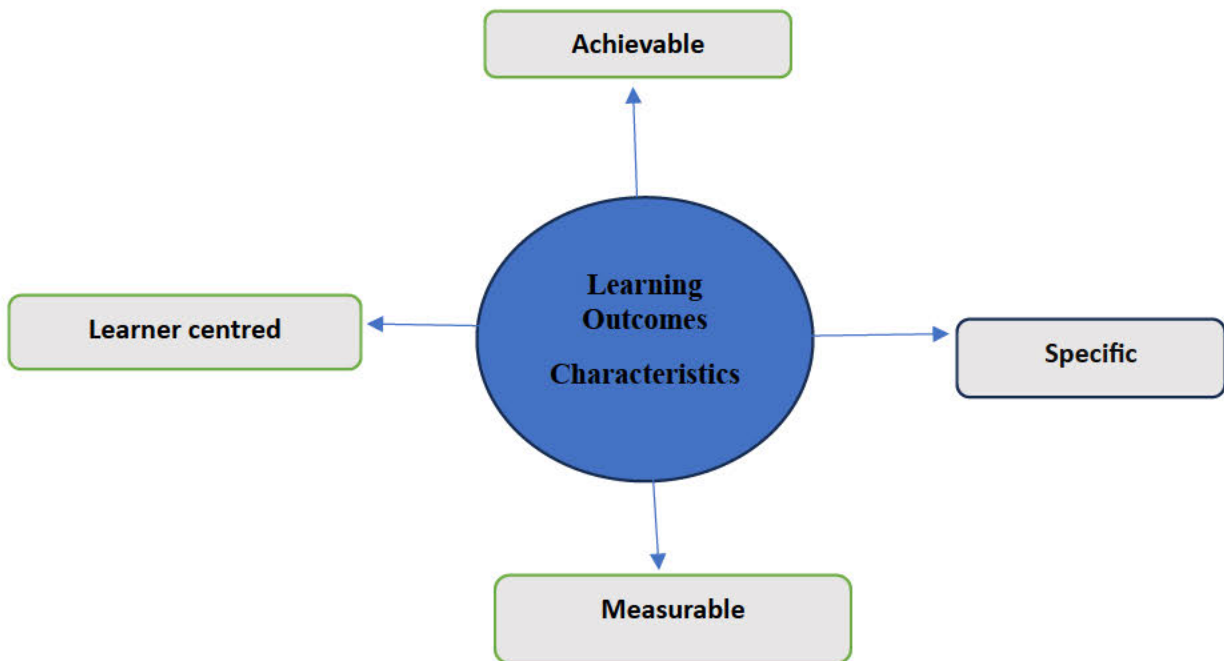 Achievable
Learning
Outcomes
Characteristics
Learner centred
Specific
Measurable